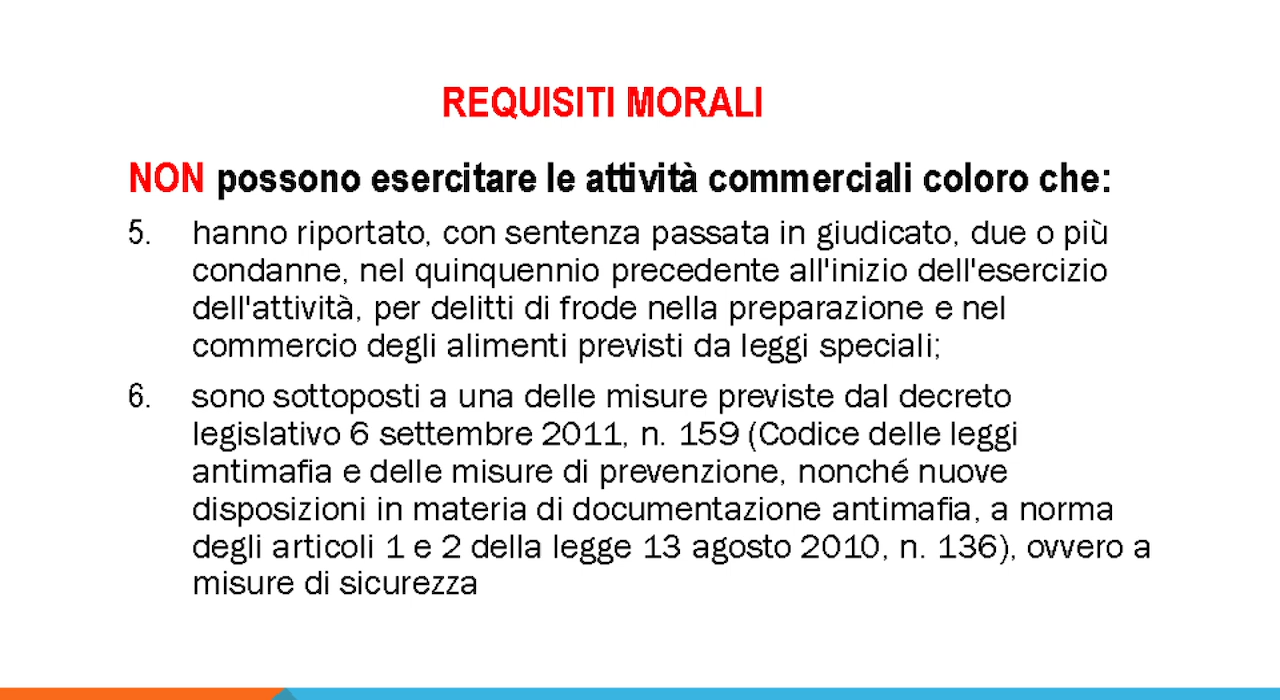 REQUISITI MORALI
NON possono esercitare le attività commerciali coloro che:
5. hanno riportato, con sentenza passata in giudicato, due o più
condanne, nel quinquennio precedente all'inizio dell'esercizio
dell'attività, per delitti di frode nella preparazione e nel
commercio degli alimenti previsti da leggi speciali;
6. sono sottoposti a una delle misure previste dal decreto
legislativo 6 settembre 2011, n. 159 (Codice delle leggi
antimafia e delle misure di prevenzione, nonché nuove
disposizioni in materia di documentazione antimafia, a norma
degli articoli 1 e 2 della legge 13 agosto 2010, n. 136), ovvero a
misure di sicurezza